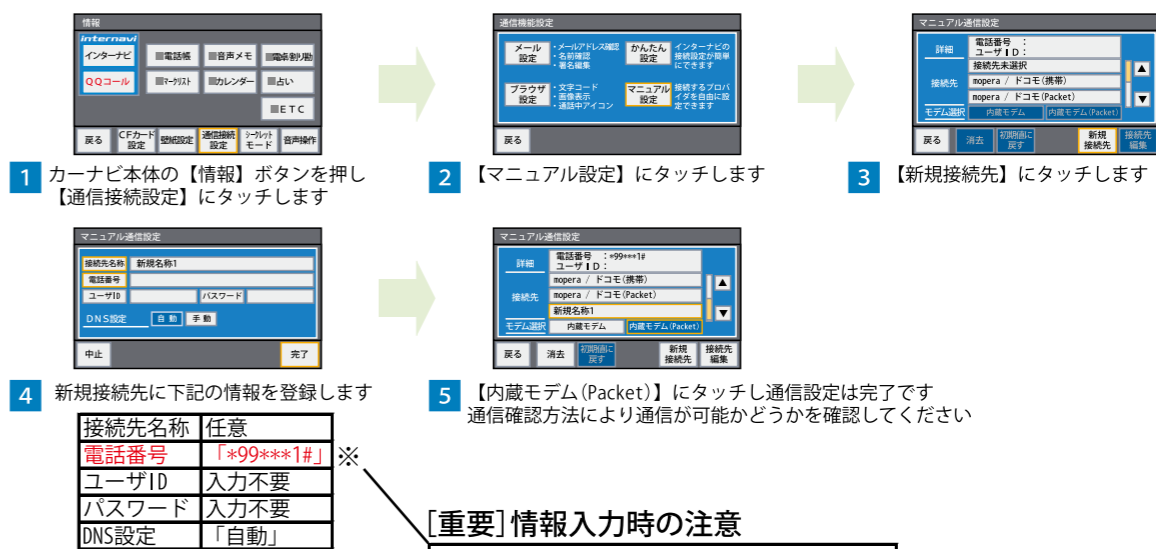 情報
internavi
インターナビ
■電話帳
■音声メモ
■電卓/割り勘
QQコール
■マークリスト
■カレンダー
■占い
■ETC
戻る
CFカード設定
壁紙設定
通信接続設定
シークレットモード
音声操作
1 カーナビ本体の【情報】ボタンを押し
【通信接続設定】にタッチします
通信機能設定
メール設定
・メールアドレス確認
・名前確認
・署名編集
かんたん設定
インターナビの
接続設定が簡単
にできます
ブラウザ設定
・文字コード
・画像表示
・通話中アイコン
マニュアル設定
接続するプロバ
イダを自由に設
定できます
戻る
2 【マニュアル設定】にタッチします
マニュアル通信設定
詳細
電話番号 :
ユーザID:
接続先
接続先未選択
mopera / ドコモ(携帯)
mopera / ドコモ(Packet)
モデム選択
内蔵モデム
内蔵モデム(Packet)
戻る
消去
初期値に戻す
新規接続先
接続先編集
3 【新規接続先】にタッチします
マニュアル通信設定
接続先名称 新規名称1
電話番号
ユーザID
パスワード
DNS設定 自動 手動
中止
完了
4 新規接続先に下記の情報を登録します
マニュアル通信設定
詳細
電話番号 :*99***1#
ユーザID:
接続先
mopera / ドコモ(携帯)
mopera / ドコモ(Packet)
新規名称1
モデム選択
内蔵モデム
内蔵モデム(Packet)
戻る
消去
初期値に戻す
新規接続先
接続先編集
5 【内蔵モデム(Packet)】にタッチし通信設定は完了です
通信確認方法により通信が可能かどうかを確認してください
接続先名称 任意
電話番号 「*99***1#」 ※
ユーザID 入力不要
パスワード 入力不要
DNS設定 「自動」
[重要]情報入力時の注意